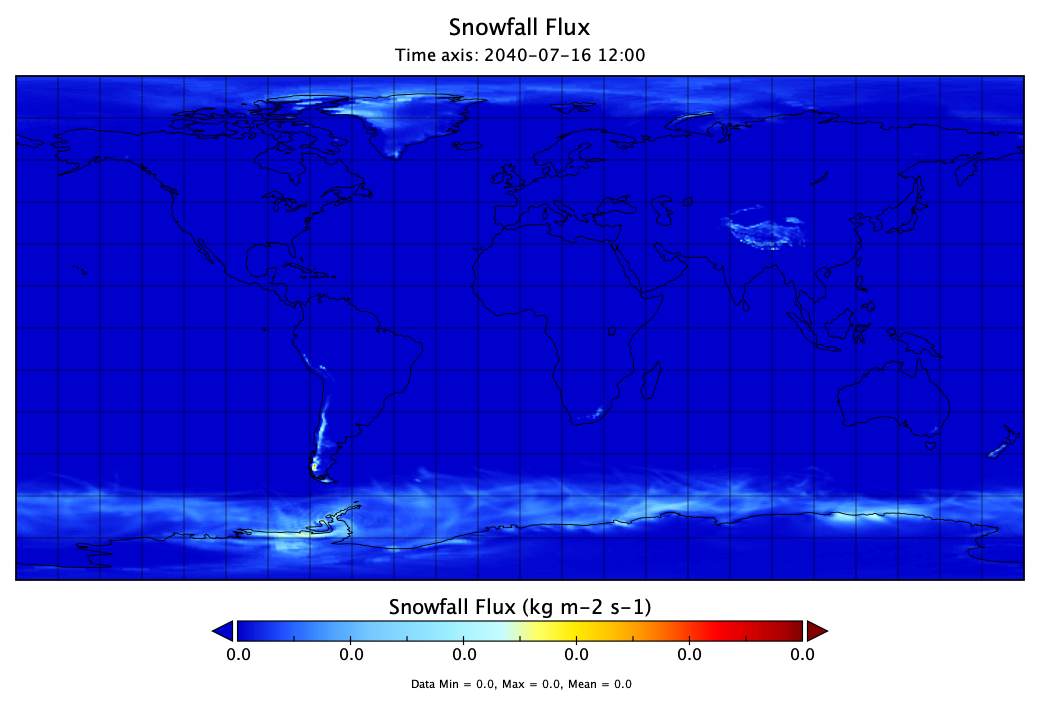 Snowfall Flux
Time axis: 2040-07-16 12:00
Snowfall Flux (kg m-2 s-1)
0.0 0.0 0.0 0.0 0.0 0.0
Data Min = 0.0, Max = 0.0, Mean = 0.0